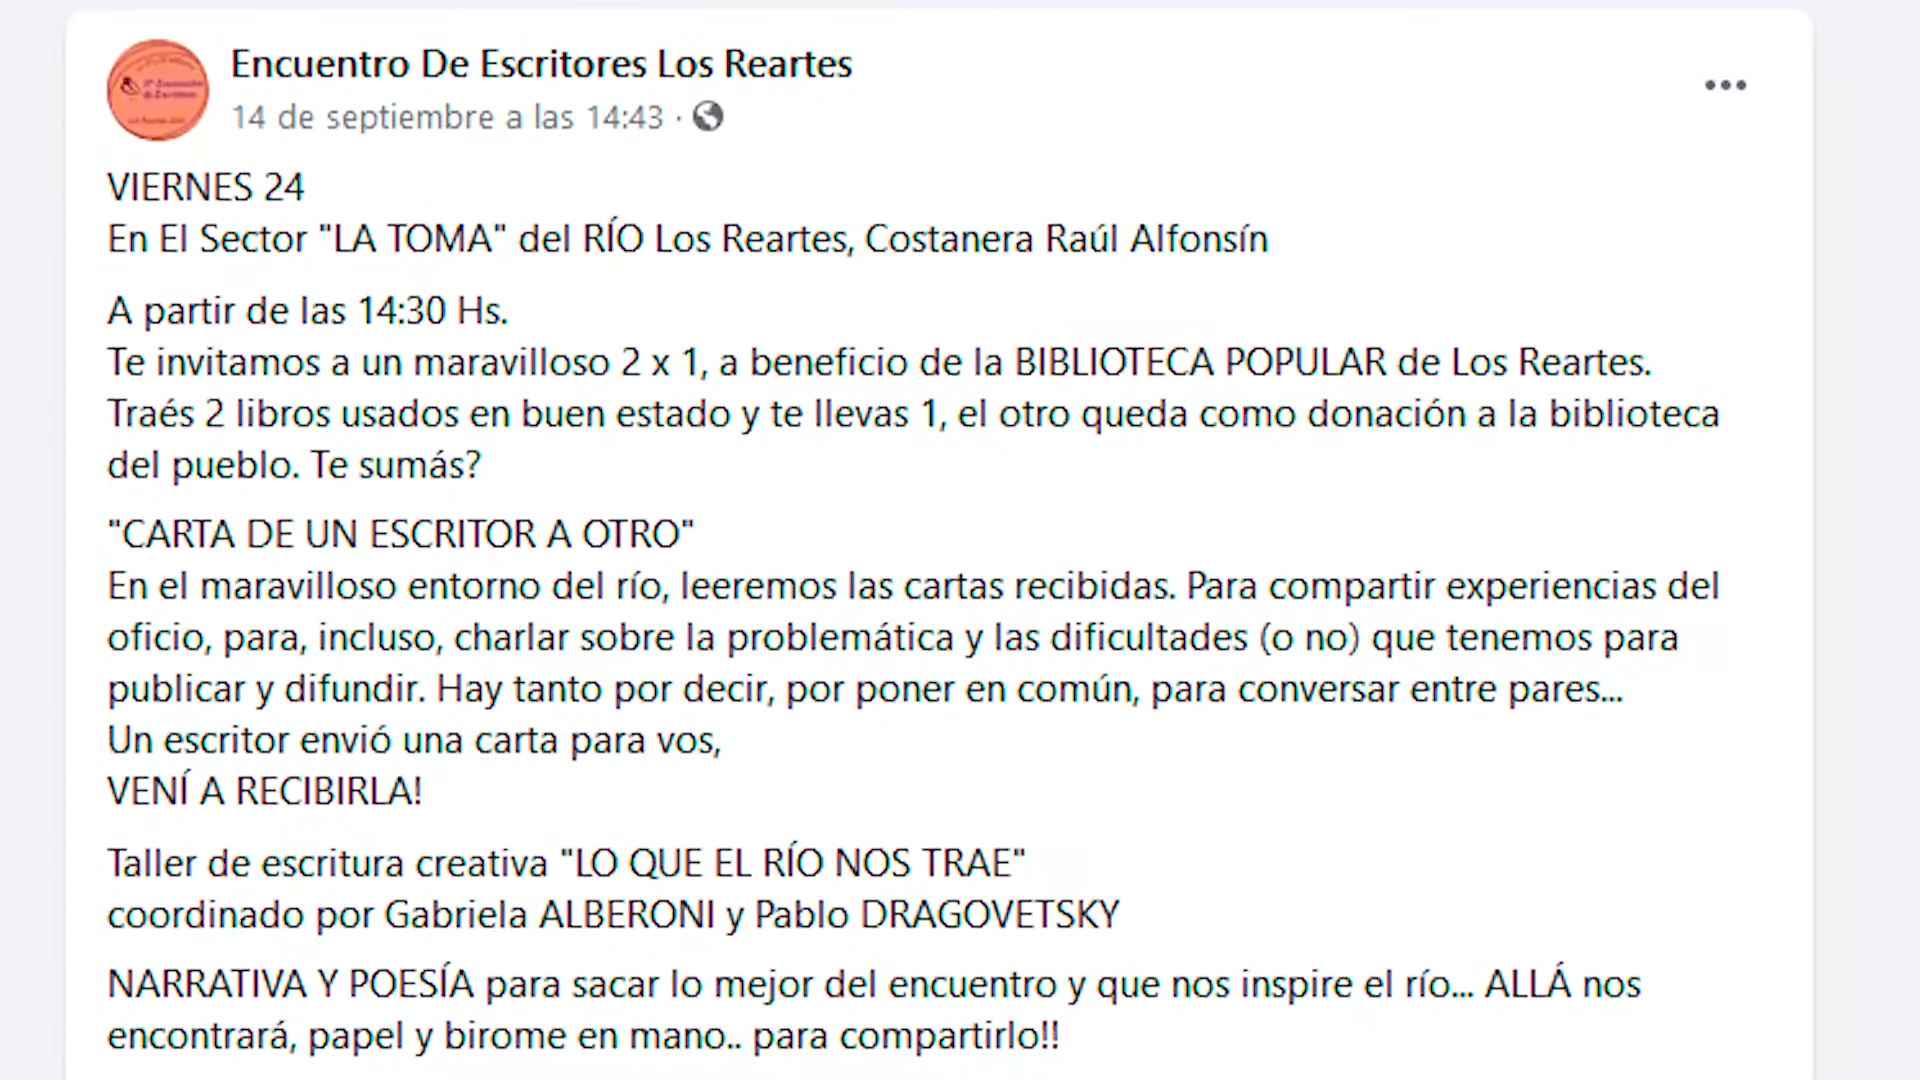 Encuentro De Escritores Los Reartes
14 de septiembre a las 14:43 ·
VIERNES 24
En El Sector "LA TOMA" del RÍO Los Reartes, Costanera Raúl Alfonsín
A partir de las 14:30 Hs.
Te invitamos a un maravilloso 2 x 1, a beneficio de la BIBLIOTECA POPULAR de Los Reartes.
Traés 2 libros usados en buen estado y te llevas 1, el otro queda como donación a la biblioteca
del pueblo. Te sumás?
"CARTA DE UN ESCRITOR A OTRO"
En el maravilloso entorno del río, leeremos las cartas recibidas. Para compartir experiencias del
oficio, para, incluso, charlar sobre la problemática y las dificultades (o no) que tenemos para
publicar y difundir. Hay tanto por decir, por poner en común, para conversar entre pares...
Un escritor envió una carta para vos,
VENÍ A RECIBIRLA!
Taller de escritura creativa "LO QUE EL RÍO NOS TRAE"
coordinado por Gabriela ALBERONI y Pablo DRAGOVETSKY
NARRATIVA Y POESÍA para sacar lo mejor del encuentro y que nos inspire el río... ALLÁ nos
encontrará, papel y birome en mano.. para compartirlo!!